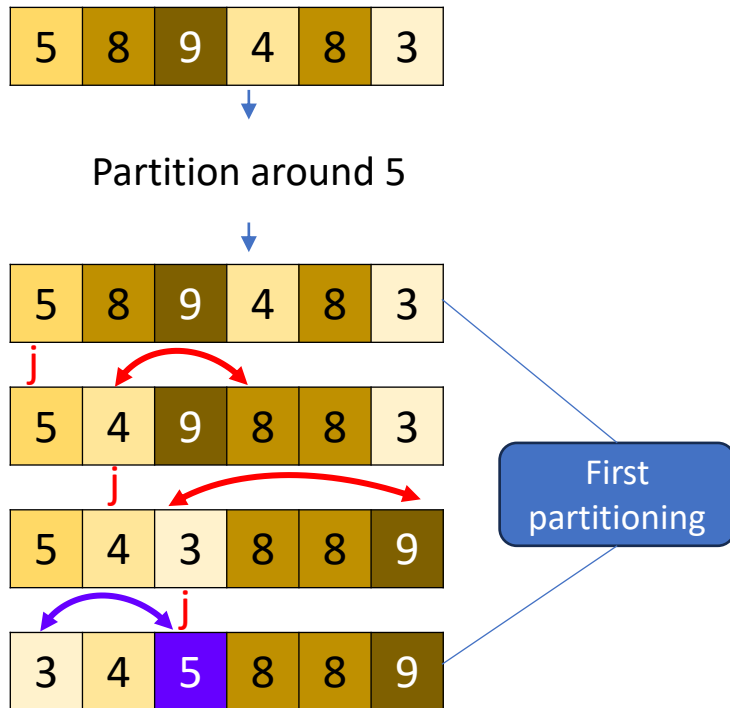 5 8 9 4 8 3
Partition around 5
5 8 9 4 8 3
j
5 4 9 8 8 3
j
5 4 3 8 8 9
j
3 4 5 8 8 9
First
partitioning